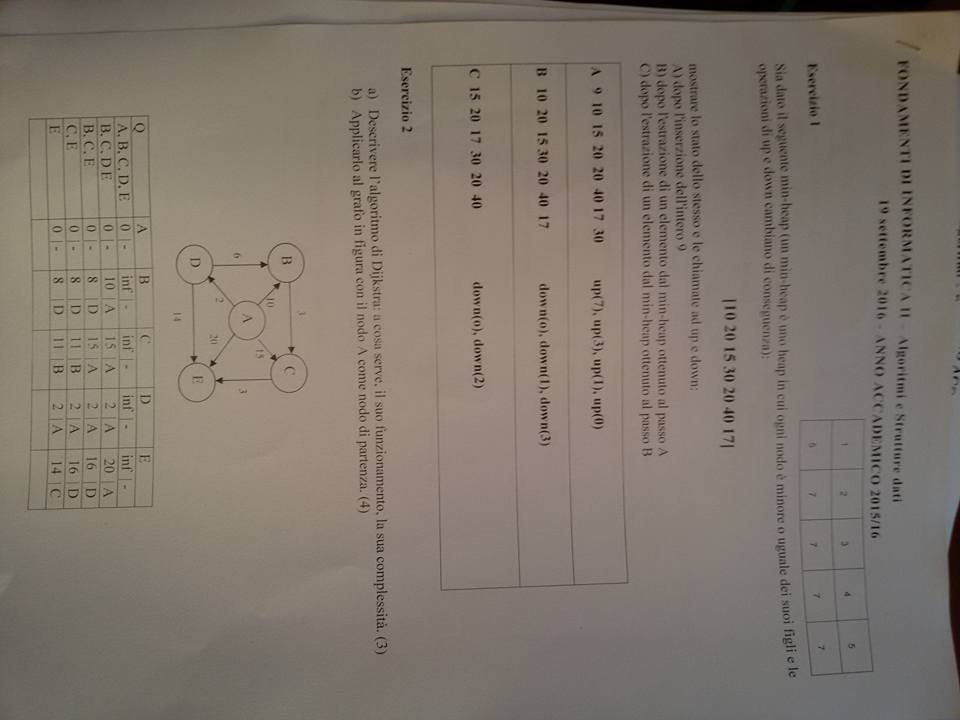 FONDAMENTI DI INFORMATICA II - Algoritmi e Strutture dati
19 settembre 2016 - ANNO ACCADEMICO 2015/16
1 2 3 4 5
6 7 7 7 7
Esercizio 1
Sia dato il seguente min-heap (un min-heap è uno heap in cui ogni nodo è minore o uguale dei suoi figli e le
operazioni di up e down cambiano di conseguenza):
[10 20 15 30 20 40 17]
mostrare lo stato dello stesso e le chiamate ad up e down:
A) dopo l'inserzione dell'intero 9
B) dopo l'estrazione di un elemento dal min-heap ottenuto al passo A
C) dopo l'estrazione di un elemento dal min-heap ottenuto al passo B
A 9 10 15 20 20 40 17 30 up(7), up(3), up(1), up(0)
B 10 20 15 30 20 40 17 down(o), down(1), down(3)
C 15 20 17 30 20 40 down(o), down(2)
Esercizio 2
a) Descrivere l'algoritmo di Dijkstra: a cosa serve, il suo funzionamento, la sua complessità. (3)
b) Applicarlo al grafo in figura con il nodo A come nodo di partenza. (4)
3
B C
10 15
A
6 3
2 20
D E
14
Q A B C D E
A, B, C, D, E 0 | - inf | - inf | - inf | - inf | -
B, C, D E 0 | - 10 | A 15 | A 2 | A 20 | A
B, C, E 0 | - 8 | D 15 | A 2 | A 16 | D
C, E 0 | - 8 | D 11 | B 2 | A 16 | D
E 0 | - 8 | D 11 | B 2 | A 14 | C